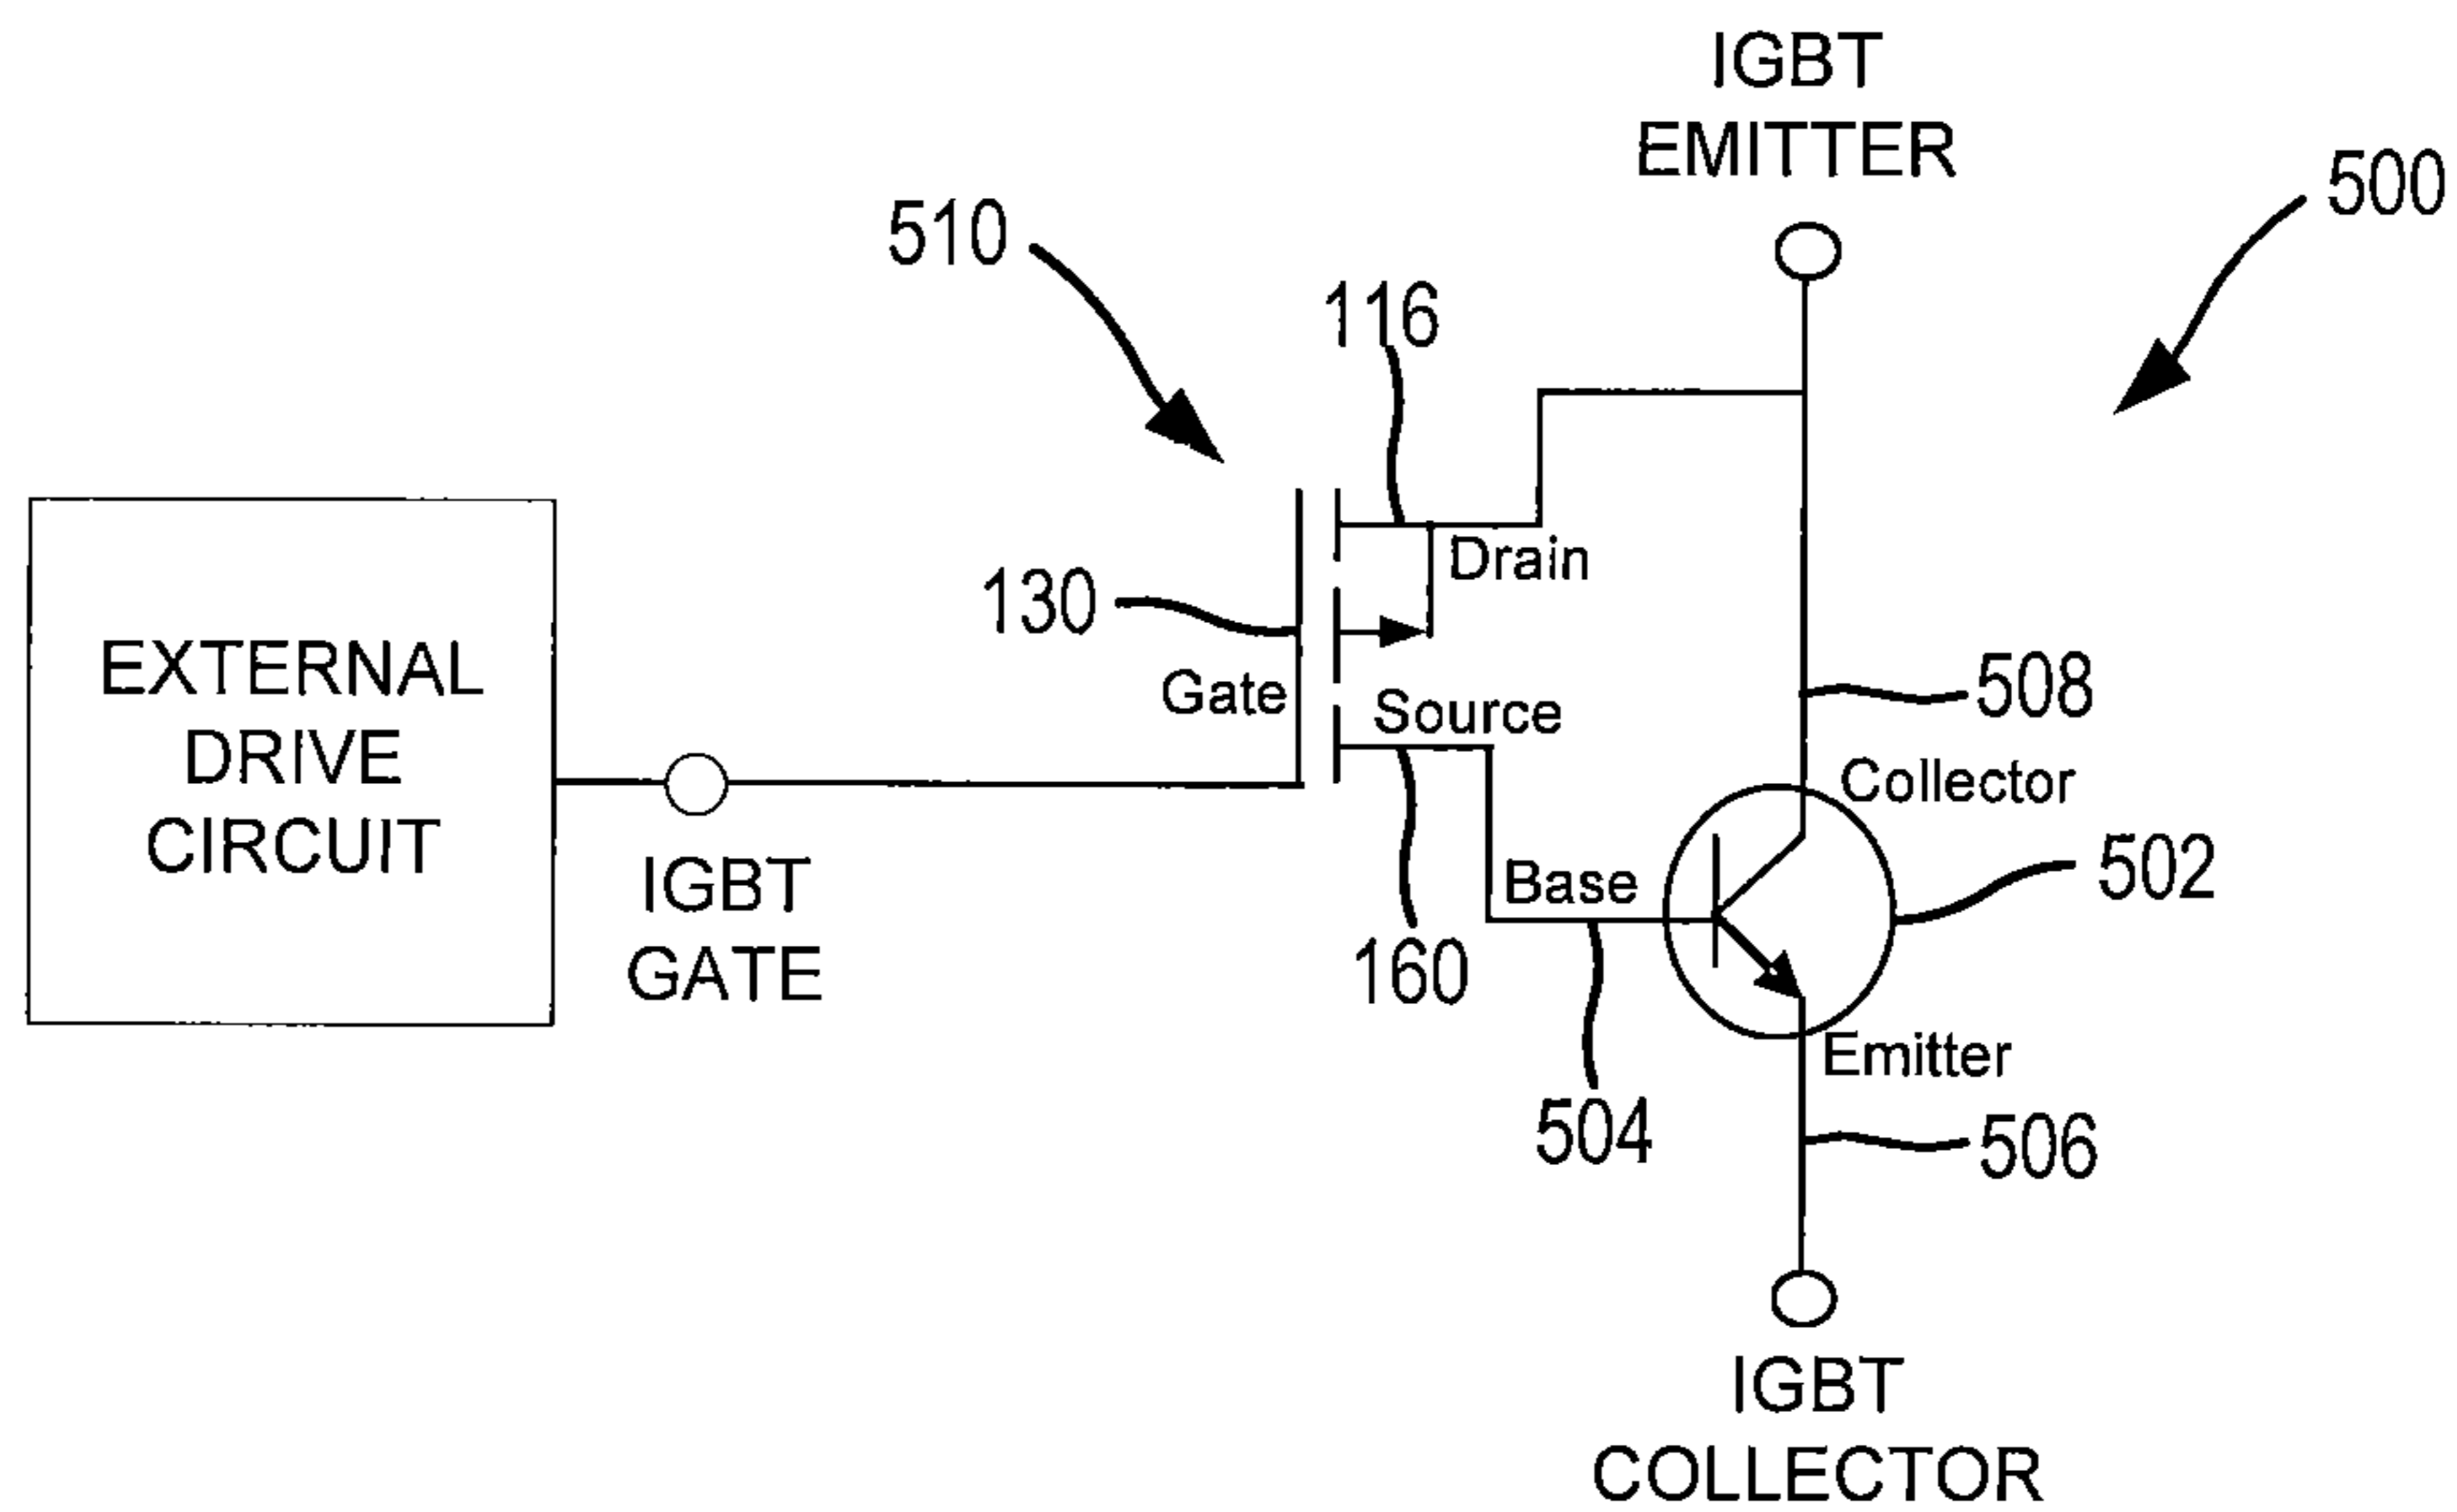 IGBT
EMITTER
500
510
116
Drain
130
Gate
Source
508
EXTERNAL
DRIVE
CIRCUIT
Collector
IGBT
GATE
Base
502
160
Emitter
504
506
IGBT
COLLECTOR